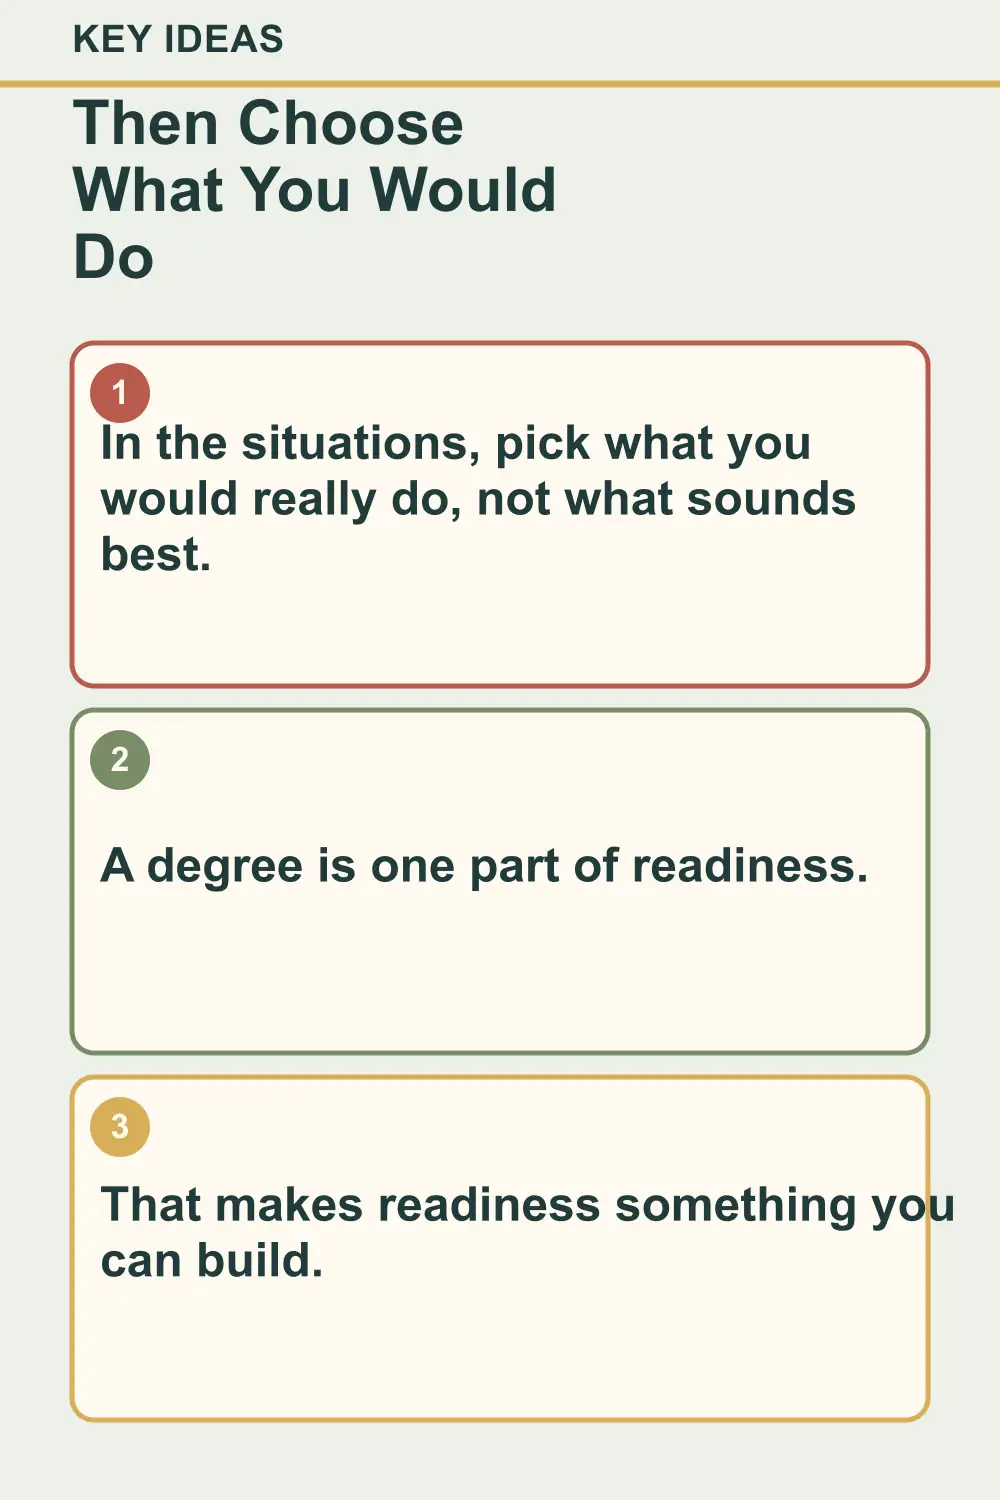 KEY IDEAS
Then Choose
What You Would
Do
1
In the situations, pick what you
would really do, not what sounds
best.
2
A degree is one part of readiness.
3
That makes readiness something you
can build.